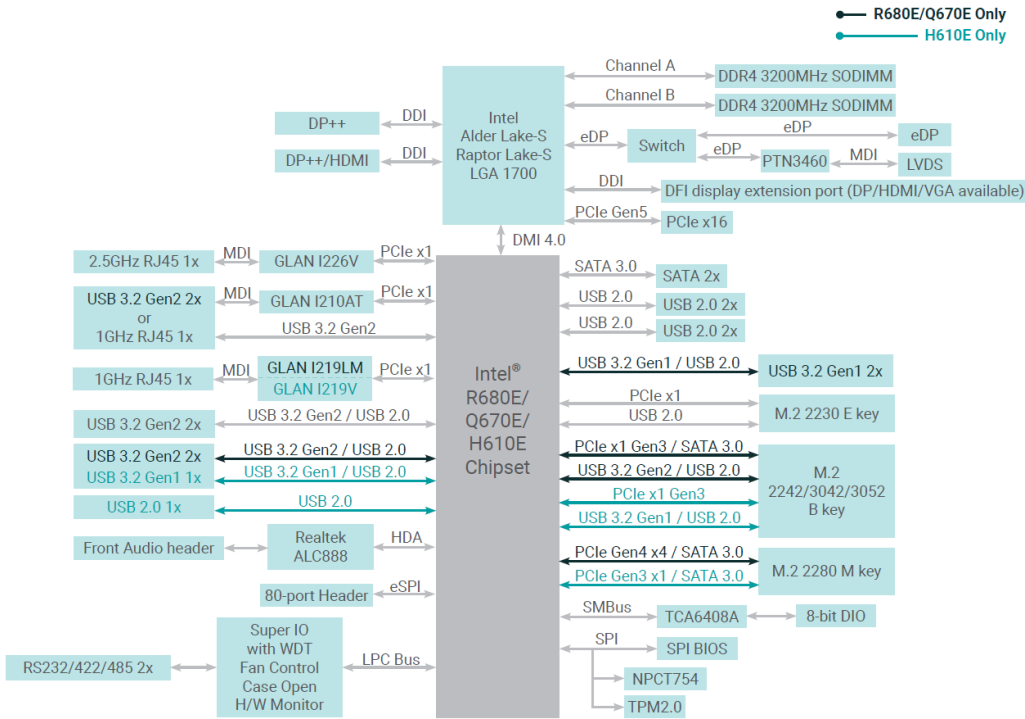 R680E/Q670E Only
H610E Only
Intel
Alder Lake-S
Raptor Lake-S
LGA 1700
DP++
DDI
DP++/HDMI
DDI
Channel A
DDR4 3200MHz SODIMM
Channel B
DDR4 3200MHz SODIMM
eDP
Switch
eDP
eDP
eDP
PTN3460
MDI
LVDS
DDI
DFI display extension port (DP/HDMI/VGA available)
PCIe Gen5
PCIe x16
DMI 4.0
Intel®
R680E/
Q670E/
H610E
Chipset
2.5GHz RJ45 1x
MDI
GLAN I226V
PCIe x1
USB 3.2 Gen2 2x
or
1GHz RJ45 1x
MDI
GLAN I210AT
PCIe x1
USB 3.2 Gen2
1GHz RJ45 1x
MDI
GLAN I219LM
GLAN I219V
PCIe x1
USB 3.2 Gen2 2x
USB 3.2 Gen2 / USB 2.0
USB 3.2 Gen2 2x
USB 3.2 Gen1 1x
USB 3.2 Gen2 / USB 2.0
USB 3.2 Gen1 / USB 2.0
USB 2.0 1x
USB 2.0
Front Audio header
Realtek
ALC888
HDA
80-port Header
eSPI
RS232/422/485 2x
Super IO
with WDT
Fan Control
Case Open
H/W Monitor
LPC Bus
SATA 3.0
SATA 2x
USB 2.0
USB 2.0 2x
USB 2.0
USB 2.0 2x
USB 3.2 Gen1 / USB 2.0
USB 3.2 Gen1 2x
PCIe x1
USB 2.0
M.2 2230 E key
PCIe x1 Gen3 / SATA 3.0
USB 3.2 Gen2 / USB 2.0
PCIe x1 Gen3
USB 3.2 Gen1 / USB 2.0
M.2
2242/3042/3052
B key
PCIe Gen4 x4 / SATA 3.0
PCIe Gen3 x1 / SATA 3.0
M.2 2280 M key
SMBus
TCA6408A
8-bit DIO
SPI
SPI BIOS
NPCT754
TPM2.0